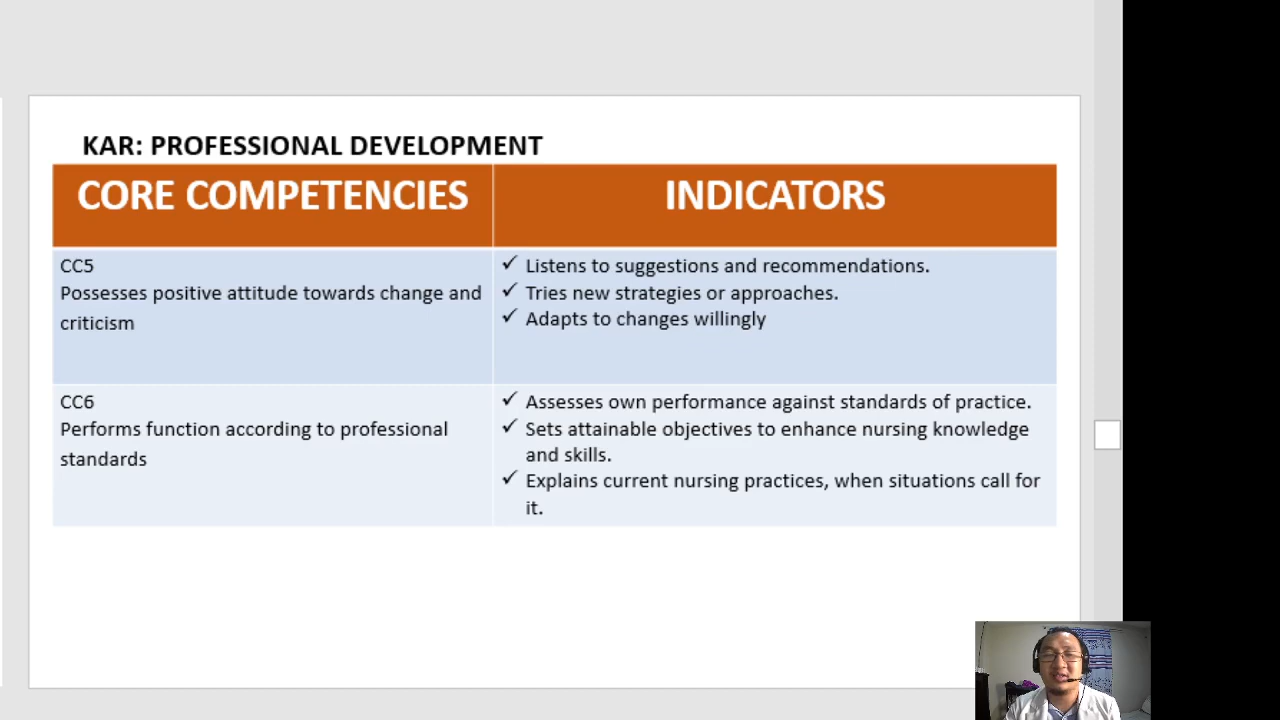 KAR: PROFESSIONAL DEVELOPMENT
CORE COMPETENCIES
INDICATORS
CC5
Possesses positive attitude towards change and
criticism
✓ Listens to suggestions and recommendations.
✓ Tries new strategies or approaches.
✓ Adapts to changes willingly
CC6
Performs function according to professional
standards
✓ Assesses own performance against standards of practice.
✓ Sets attainable objectives to enhance nursing knowledge
and skills.
✓ Explains current nursing practices, when situations call for
it.